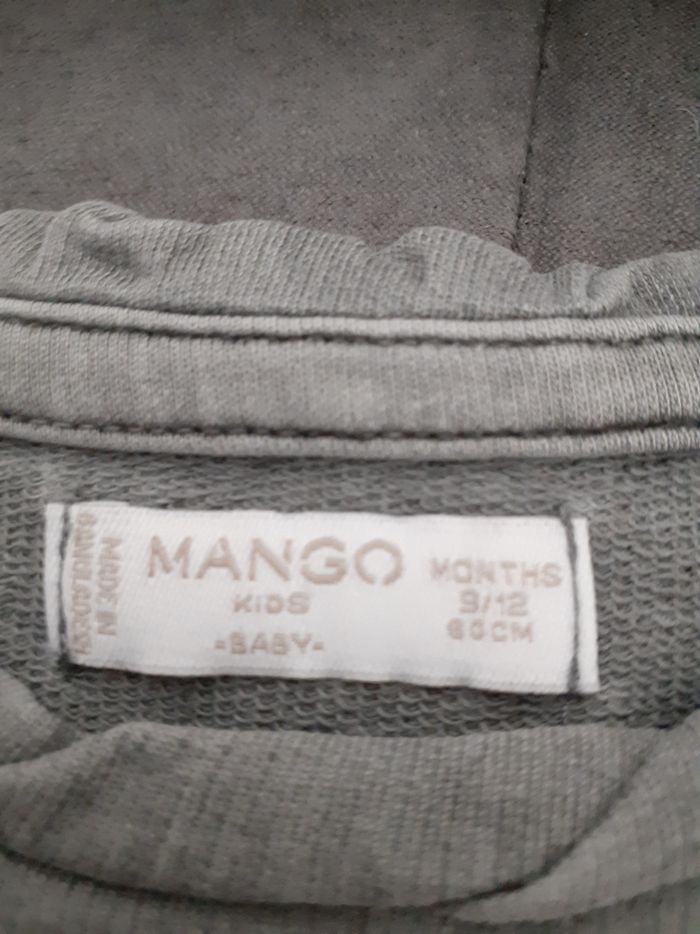 MADE IN
BANGLADESH
MANGO
KIDS
-BABY-
MONTHS
9/12
80CM